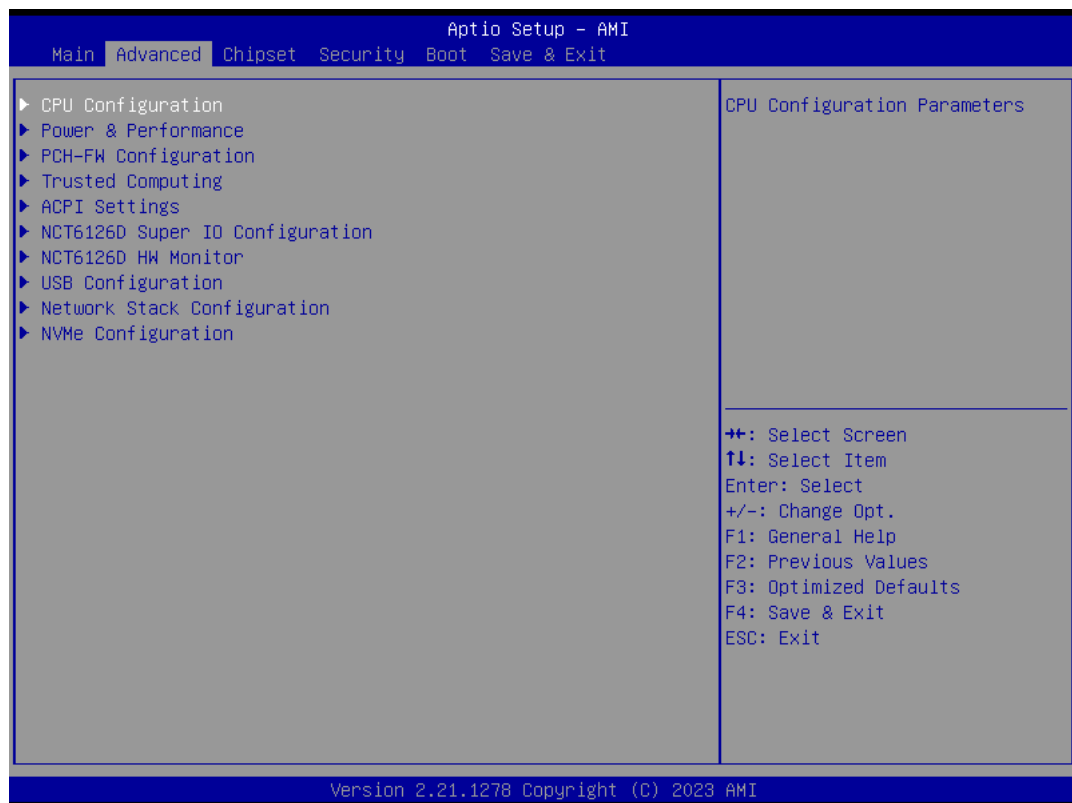 Aptio Setup – AMI
Main Advanced Chipset Security Boot Save & Exit
▶ CPU Configuration
▶ Power & Performance
▶ PCH-FW Configuration
▶ Trusted Computing
▶ ACPI Settings
▶ NCT6126D Super IO Configuration
▶ NCT6126D HW Monitor
▶ USB Configuration
▶ Network Stack Configuration
▶ NVMe Configuration
CPU Configuration Parameters
→←: Select Screen
↑↓: Select Item
Enter: Select
+/-: Change Opt.
F1: General Help
F2: Previous Values
F3: Optimized Defaults
F4: Save & Exit
ESC: Exit
Version 2.21.1278 Copyright (C) 2023 AMI